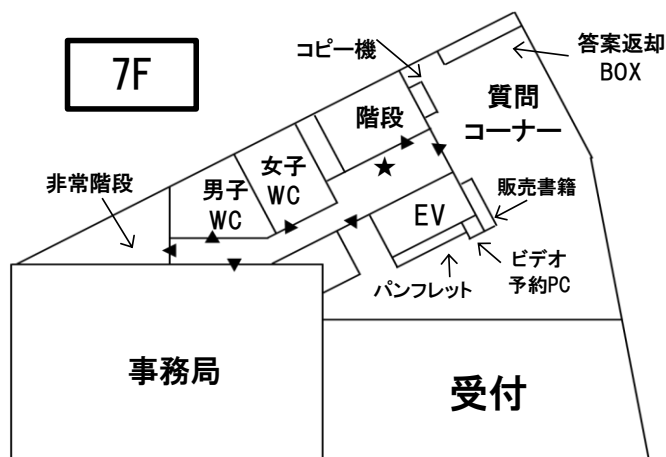 7F
コピー機
答案返却
BOX
質問
コーナー
階段
★
女子
WC
男子
WC
非常階段
販売書籍
EV
ビデオ
予約PC
パンフレット
事務局
受付